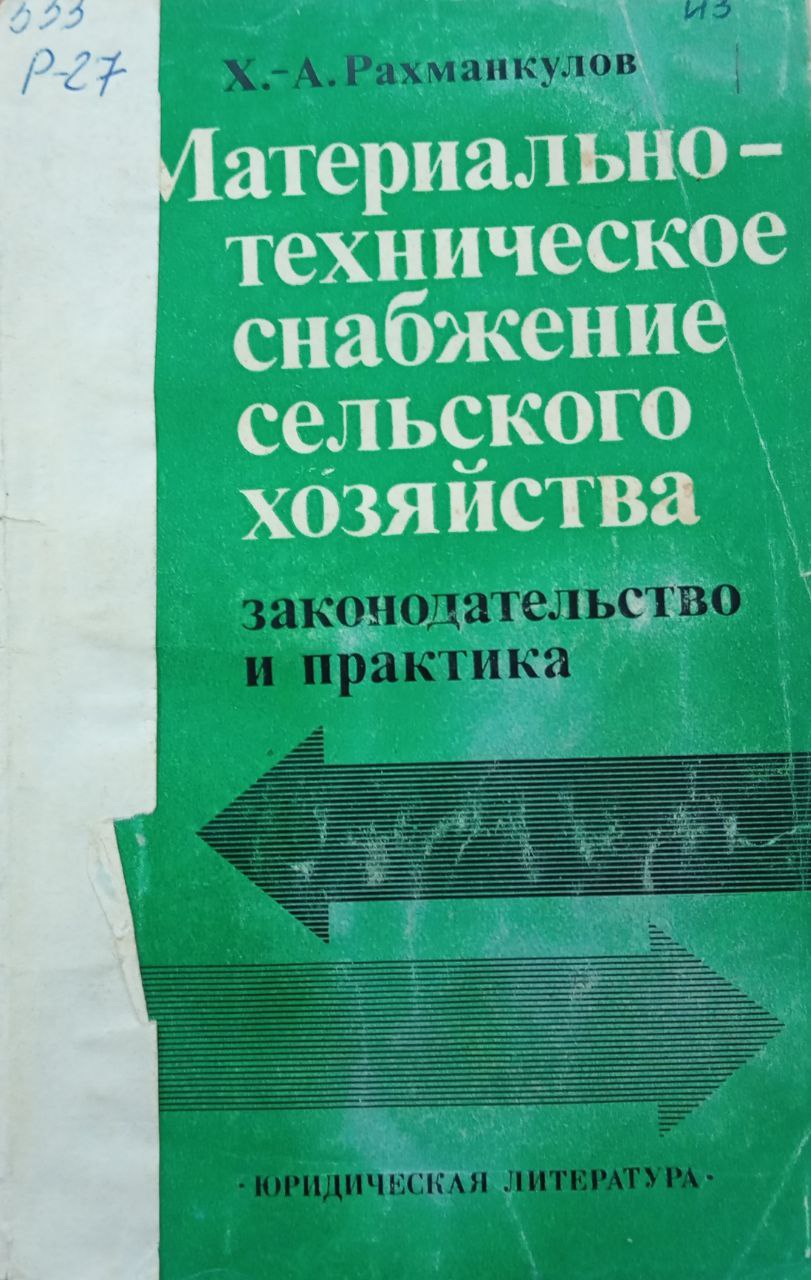 333
Р-27
из
Х.-А. Рахманкулов
Материально-
техническое
снабжение
сельского
хозяйства
законодательство
и практика
·ЮРИДИЧЕСКАЯ ЛИТЕРАТУРА·